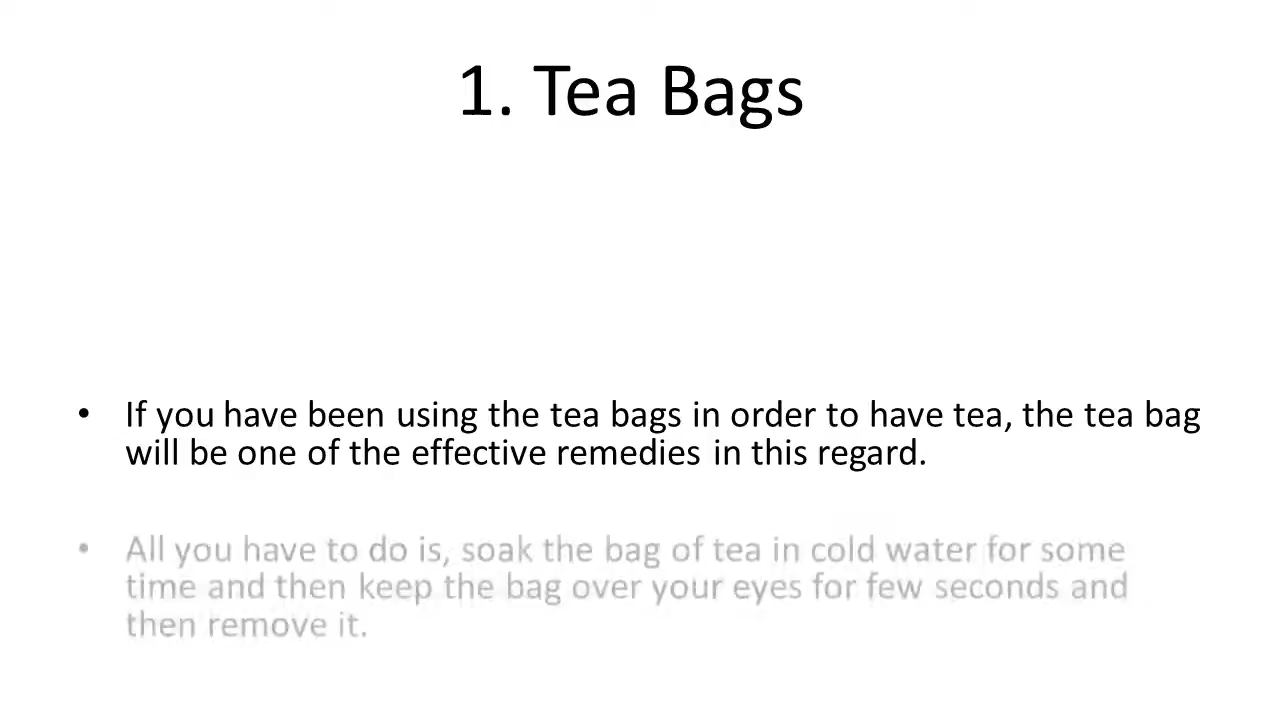 1. Tea Bags
• If you have been using the tea bags in order to have tea, the tea bag
will be one of the effective remedies in this regard.
• All you have to do is, soak the bag of tea in cold water for some
time and then keep the bag over your eyes for few seconds and
then remove it.